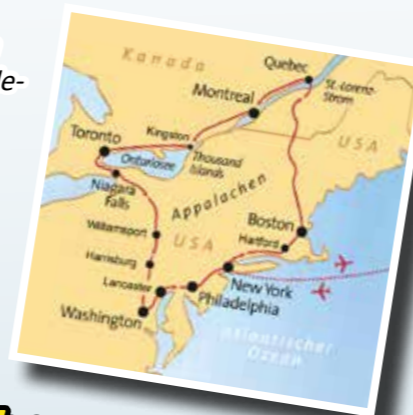 de-
Kanada
Quebec
Montreal
St.-Lorenz-
Strom
Kingston
Toronto
Thousand
Islands
Ontariosee
USA
Niagara
Falls
Appalachen
Boston
Williamsport
USA
Hartford
Harrisburg
New York
Lancaster
Philadelphia
Washington
Atlantischer
Ozean